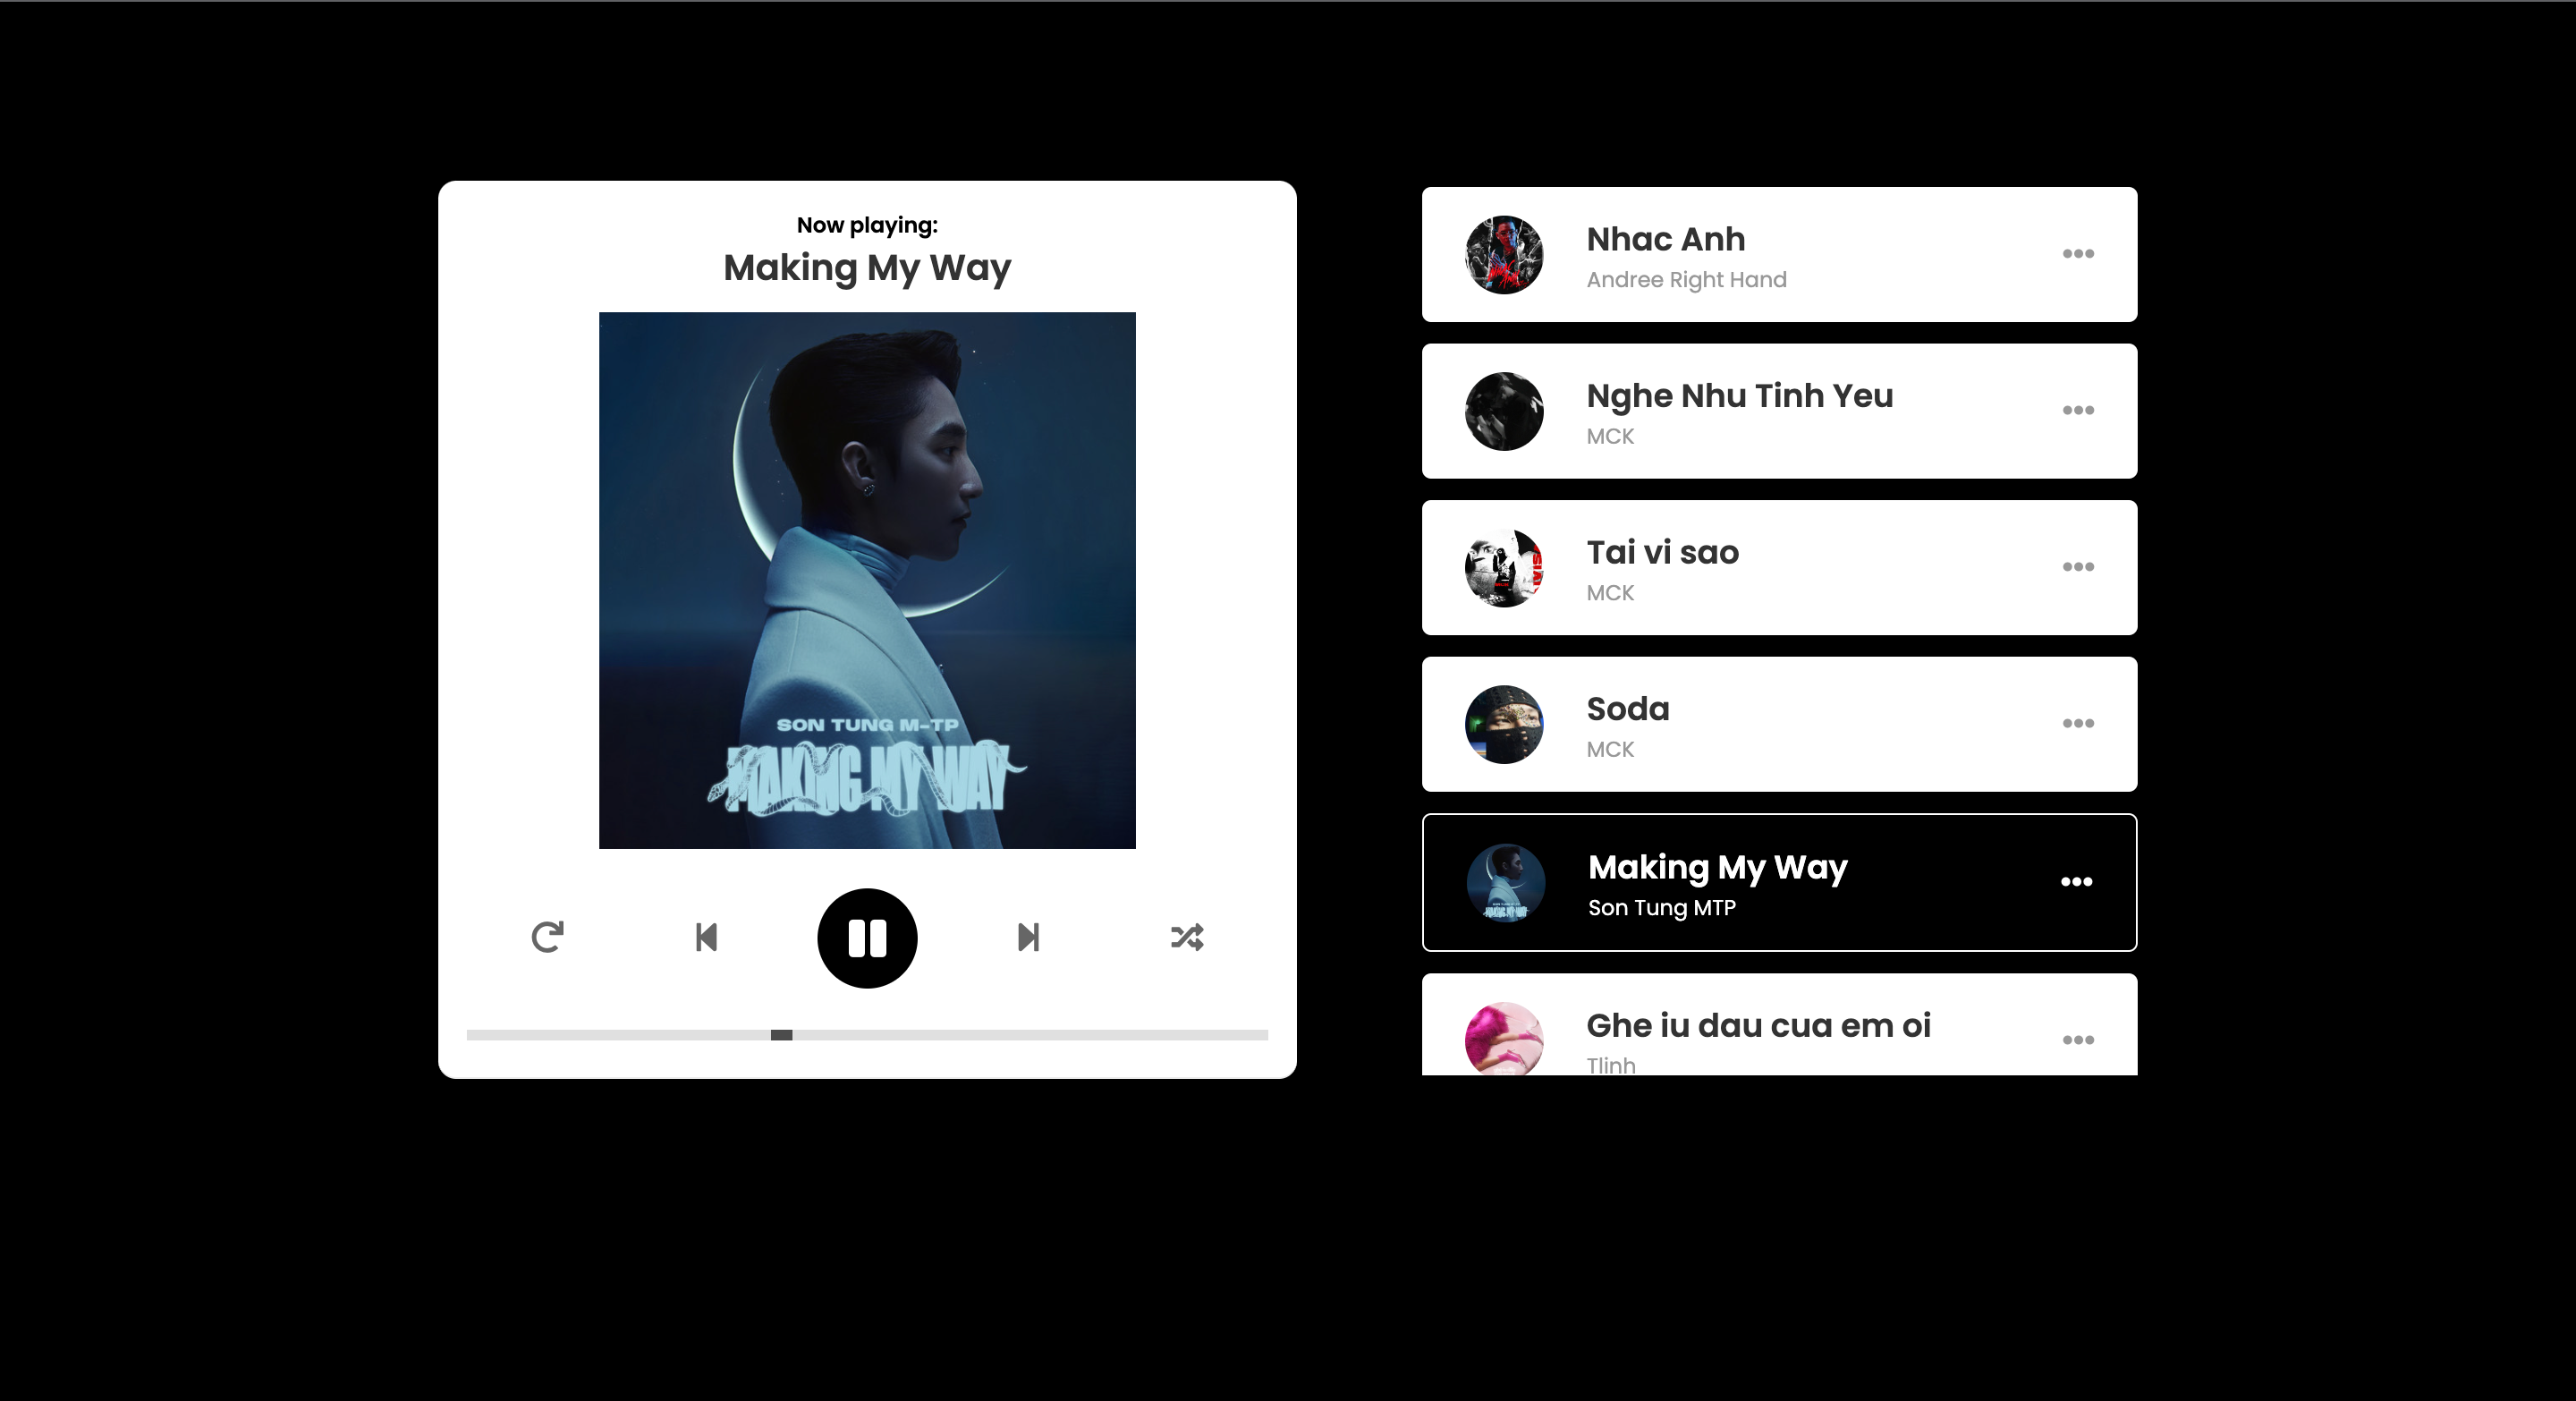 Now playing:
Making My Way
SON TUNG M-TP
MAKING MY WAY
Nhac Anh
Andree Right Hand
Nghe Nhu Tinh Yeu
MCK
Tai vi sao
MCK
Soda
MCK
Making My Way
Son Tung MTP
Ghe iu dau cua em oi
Tlinh